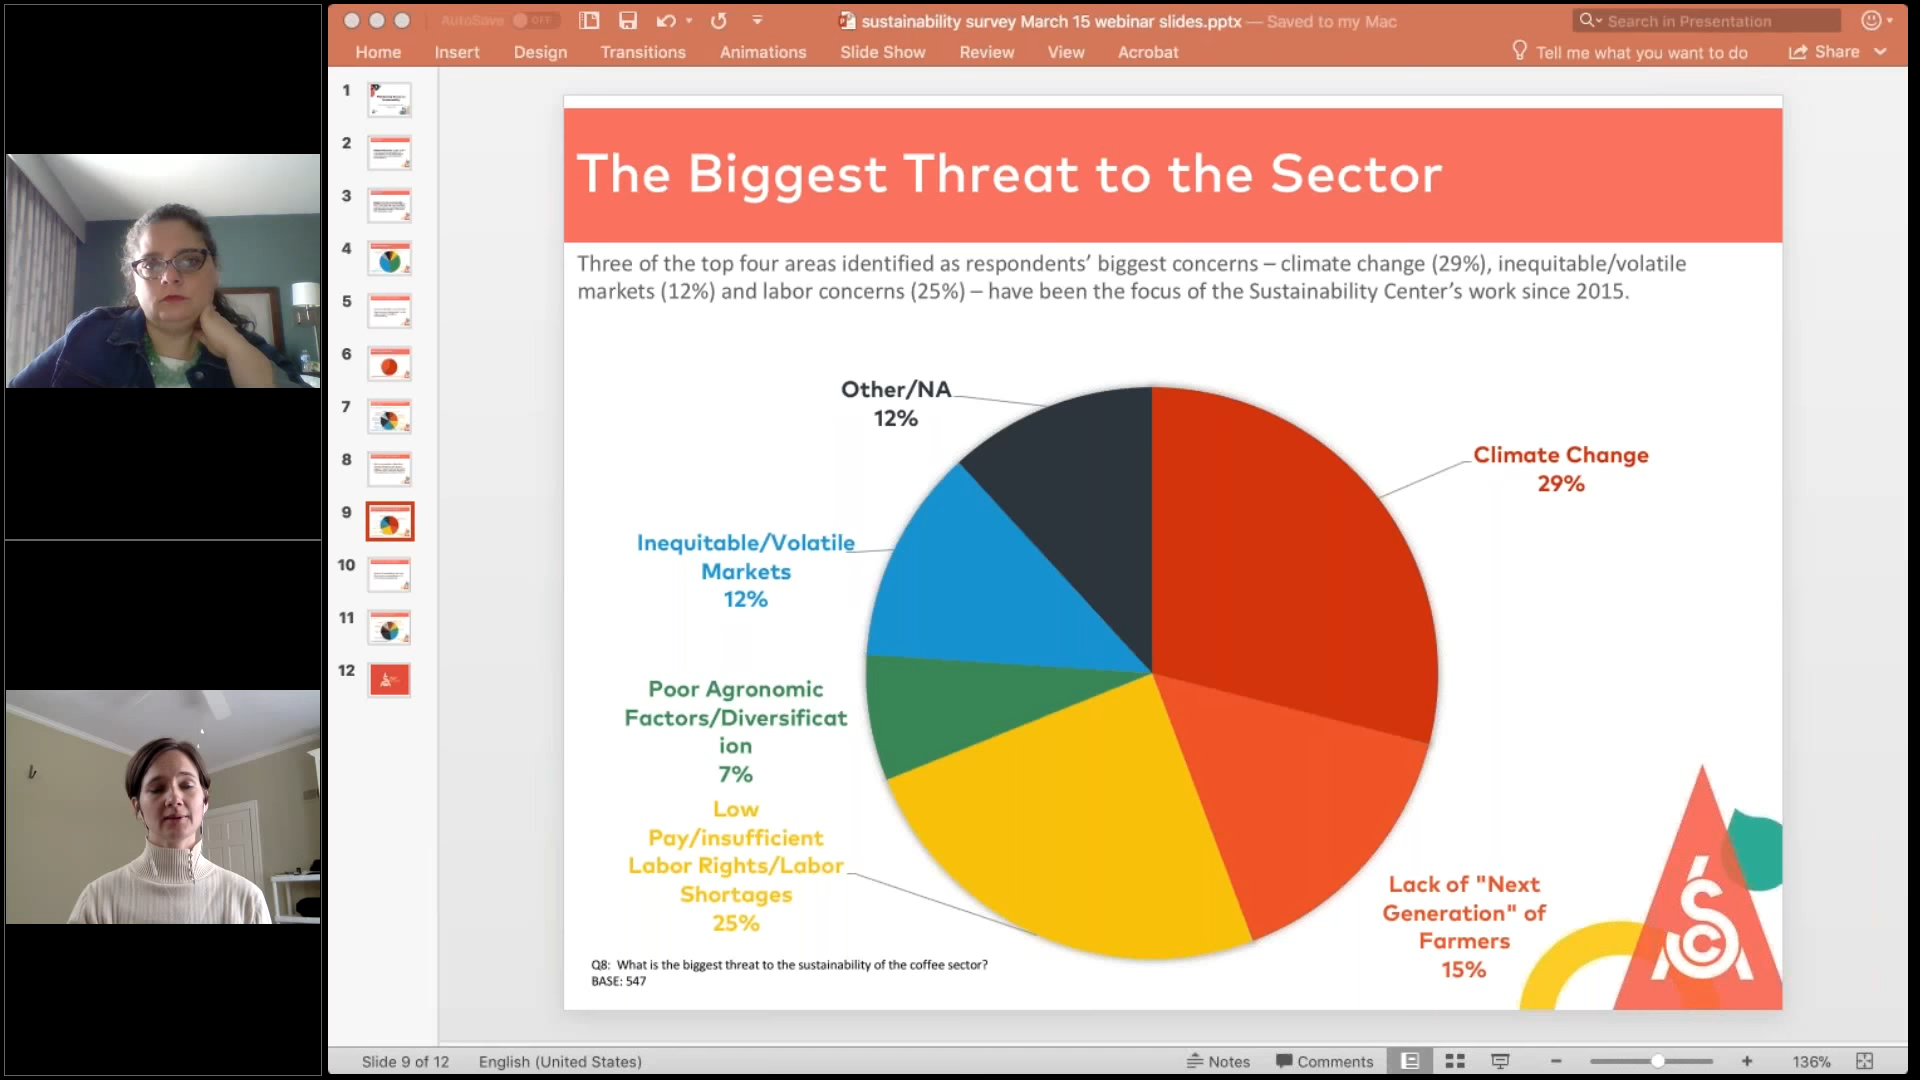 AutoSave OFF
sustainability survey March 15 webinar slides.pptx — Saved to my Mac
Search in Presentation
Home Insert Design Transitions Animations Slide Show Review View Acrobat
Tell me what you want to do
Share
1
2
3
4
5
6
7
8
9
10
11
12
The Biggest Threat to the Sector
Three of the top four areas identified as respondents’ biggest concerns – climate change (29%), inequitable/volatile
markets (12%) and labor concerns (25%) – have been the focus of the Sustainability Center’s work since 2015.
Other/NA
12%
Climate Change
29%
Inequitable/Volatile
Markets
12%
Poor Agronomic
Factors/Diversificat
ion
7%
Low
Pay/insufficient
Labor Rights/Labor
Shortages
25%
Lack of "Next
Generation" of
Farmers
15%
Q8: What is the biggest threat to the sustainability of the coffee sector?
BASE: 547
SCA
Slide 9 of 12
English (United States)
Notes
Comments
136%